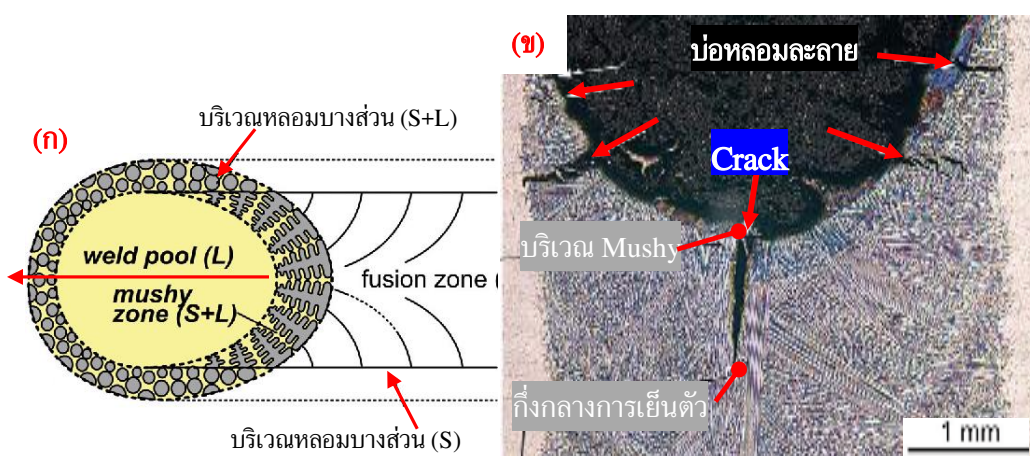 (ก)
บริเวณหลอมบางส่วน (S+L)
weld pool (L)
mushy
zone (S+L)
fusion zone (
บริเวณหลอมบางส่วน (S)
(ข)
บ่อหลอมละลาย
Crack
บริเวณ Mushy
กึ่งกลางการเย็นตัว
1 mm